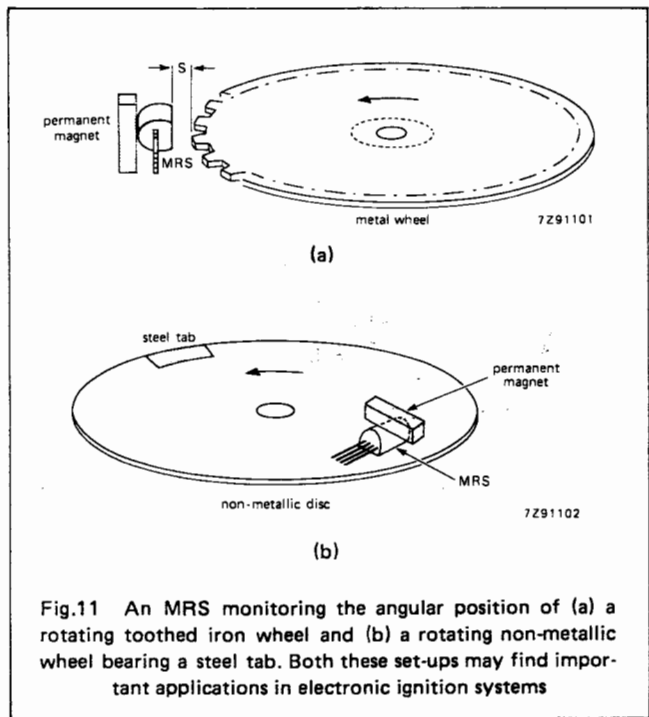 S
permanent
magnet
MRS
metal wheel
7Z91101
(a)
steel tab
permanent
magnet
MRS
non-metallic disc
7Z91102
(b)
Fig.11 An MRS monitoring the angular position of (a) a
rotating toothed iron wheel and (b) a rotating non-metallic
wheel bearing a steel tab. Both these set-ups may find impor-
tant applications in electronic ignition systems